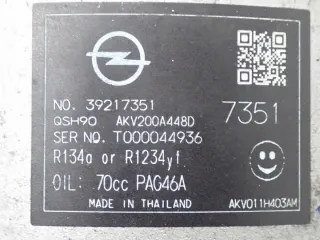 NO. 39217351
7351
QSH90 AKV200A448D
SER NO. T000044936
R134a or R1234yf
OIL: 70cc PAG46A
MADE IN THAILAND
AKV011H403AM